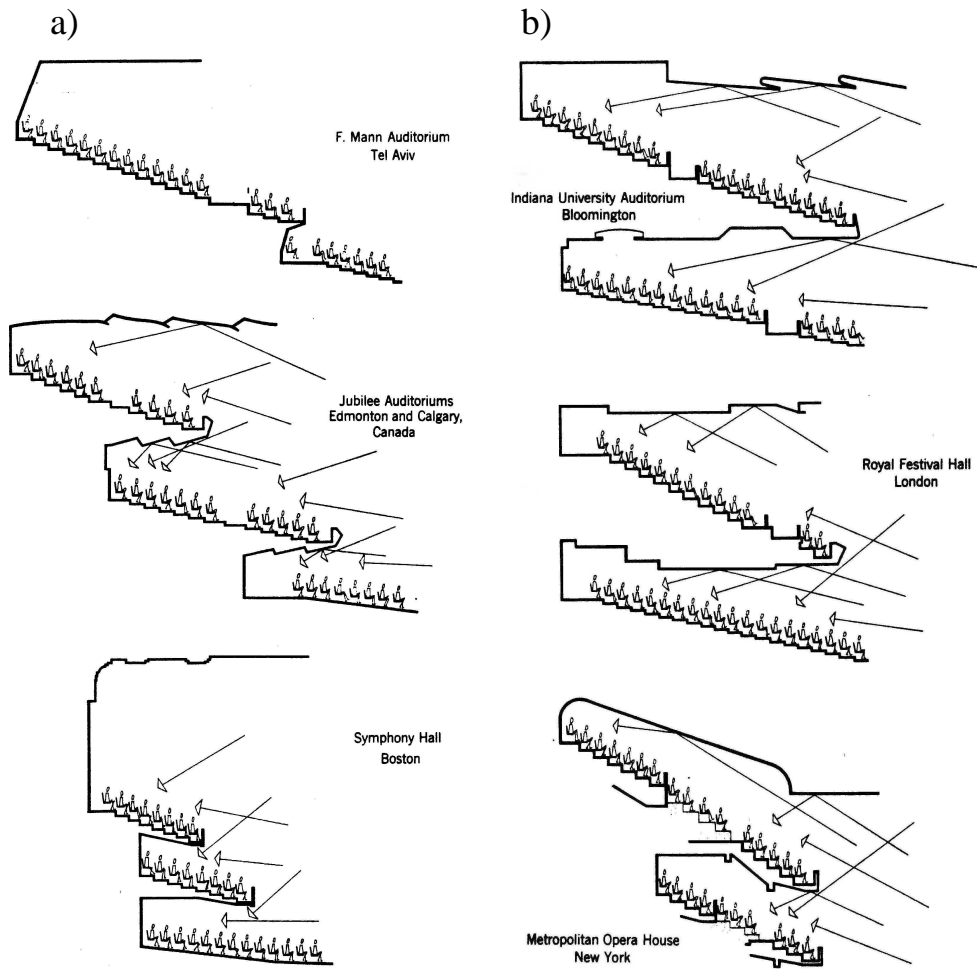 a)
F. Mann Auditorium
Tel Aviv
Jubilee Auditoriums
Edmonton and Calgary,
Canada
Symphony Hall
Boston
b)
Indiana University Auditorium
Bloomington
Royal Festival Hall
London
Metropolitan Opera House
New York